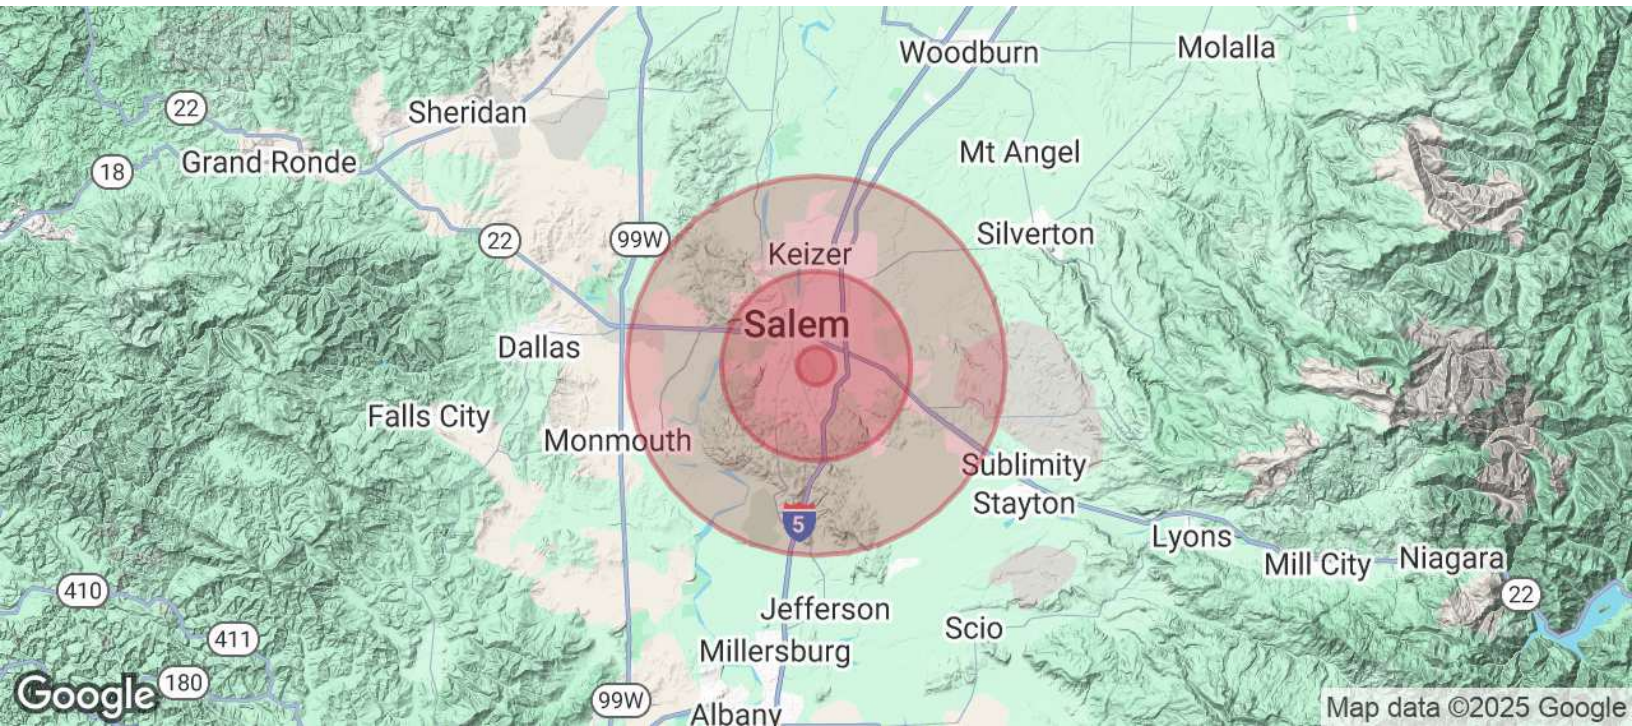 Woodburn
Molalla
22
Sheridan
Mt Angel
Grand Ronde
18
Silverton
22
99W
Keizer
Salem
Dallas
Falls City
Monmouth
Sublimity
Stayton
5
Lyons
Mill City
Niagara
410
22
Jefferson
Scio
411
Millersburg
180
99W
Albany
Google
Map data ©2025 Google